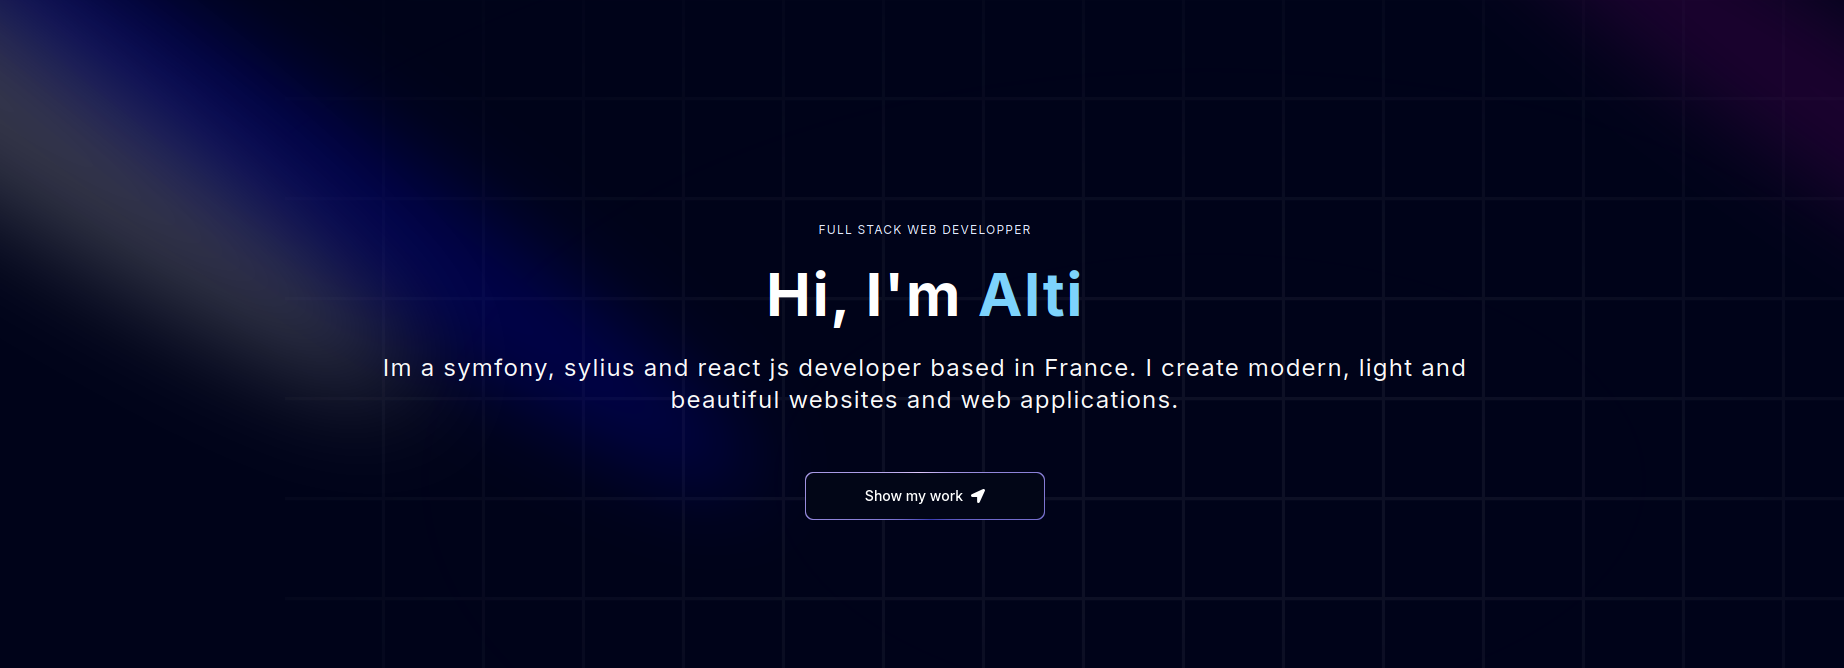 FULL STACK WEB DEVELOPPER
Hi, I'm Alti
Im a symfony, sylius and react js developer based in France. I create modern, light and
beautiful websites and web applications.
Show my work